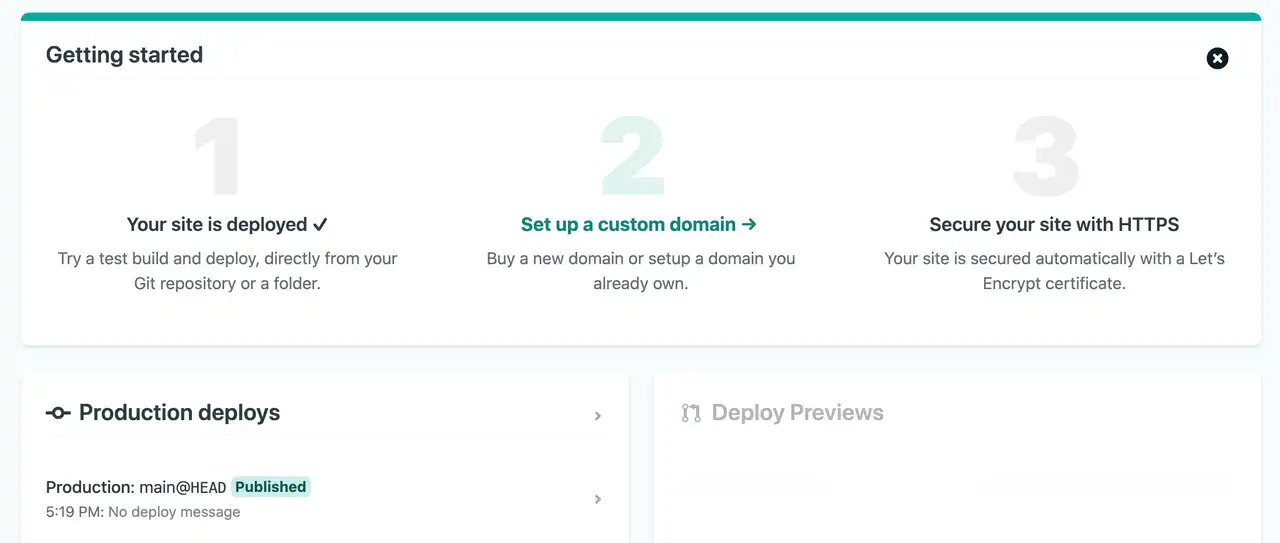 Getting started
1
2
3
Your site is deployed ✓
Try a test build and deploy, directly from your
Git repository or a folder.
Set up a custom domain →
Buy a new domain or setup a domain you
already own.
Secure your site with HTTPS
Your site is secured automatically with a Let’s
Encrypt certificate.
Production deploys
Production: main@HEAD Published
5:19 PM: No deploy message
Deploy Previews